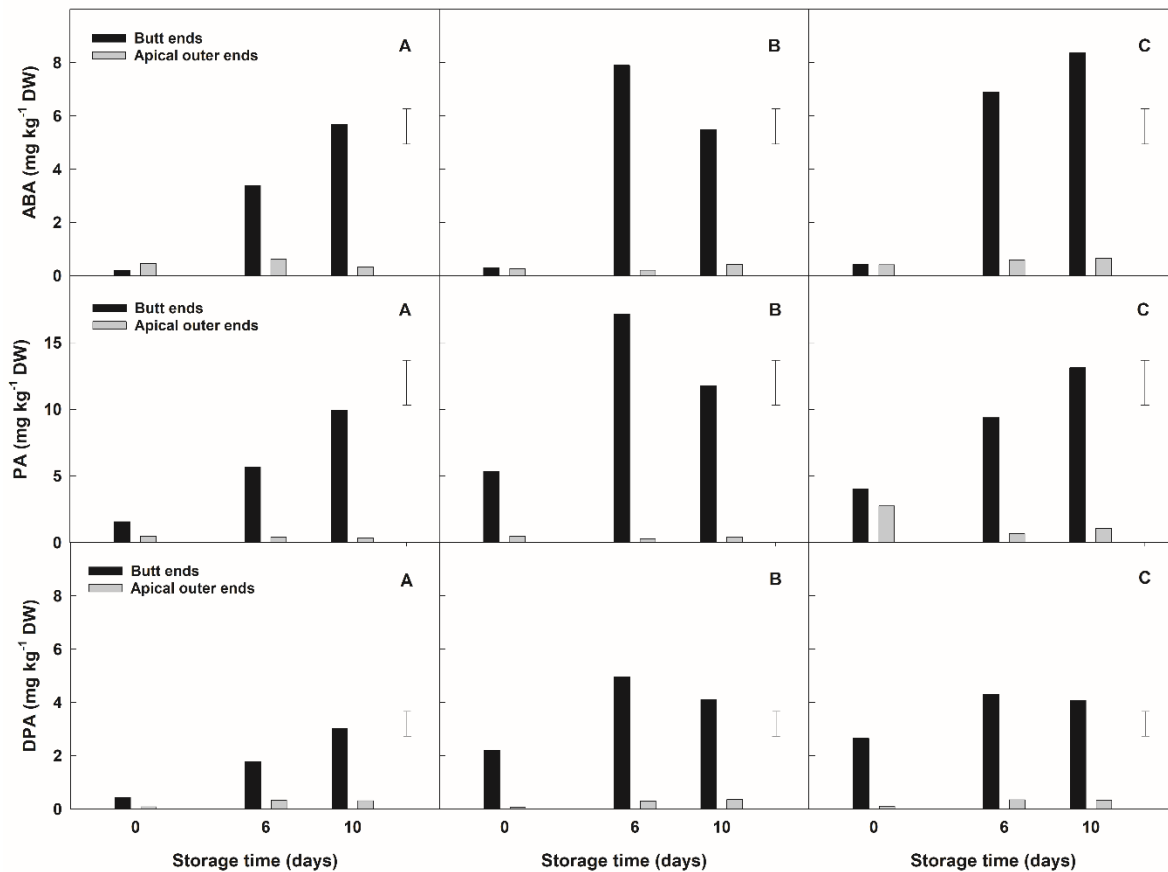 Butt ends
Apical outer ends
A
B
C
8
6
4
2
0
ABA (mg kg⁻¹ DW)
Butt ends
Apical outer ends
A
B
C
15
10
5
0
PA (mg kg⁻¹ DW)
Butt ends
Apical outer ends
A
B
C
8
6
4
2
0
DPA (mg kg⁻¹ DW)
0 6 10 0 6 10 0 6 10
Storage time (days) Storage time (days) Storage time (days)